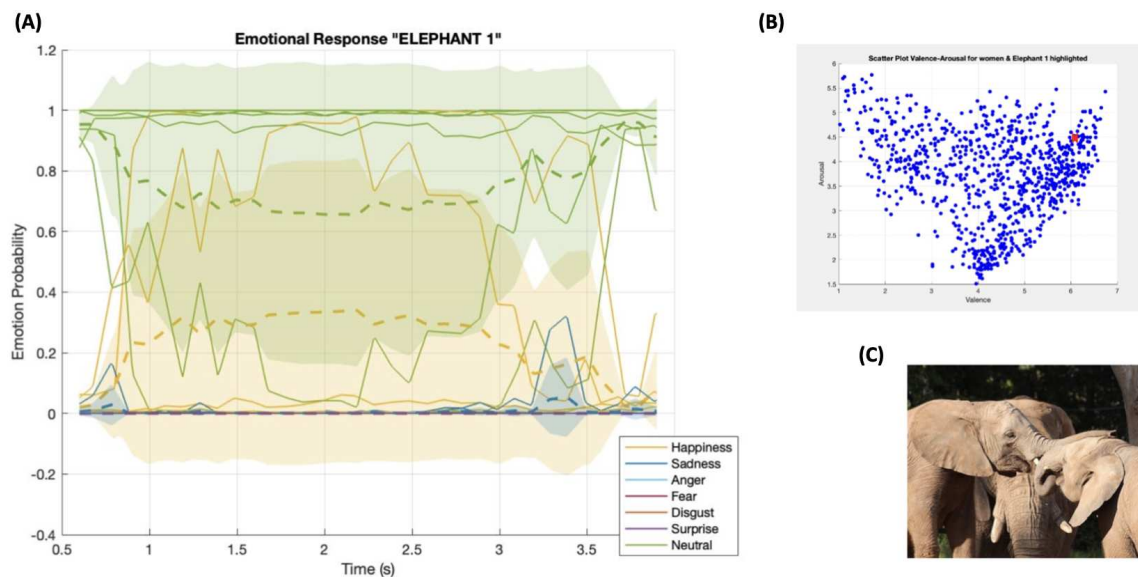 (A)
Emotional Response "ELEPHANT 1"
1.2
1
0.8
0.6
0.4
0.2
0
-0.2
-0.4
Emotion Probability
0.5 1 1.5 2 2.5 3 3.5
Time (s)
Happiness
Sadness
Anger
Fear
Disgust
Surprise
Neutral
(B)
Scatter Plot Valence-Arousal for women & Elephant 1 highlighted
6
5.5
5
4.5
4
3.5
3
2.5
2
1.5
Arousal
1 2 3 4 5 6 7
Valence
(C)